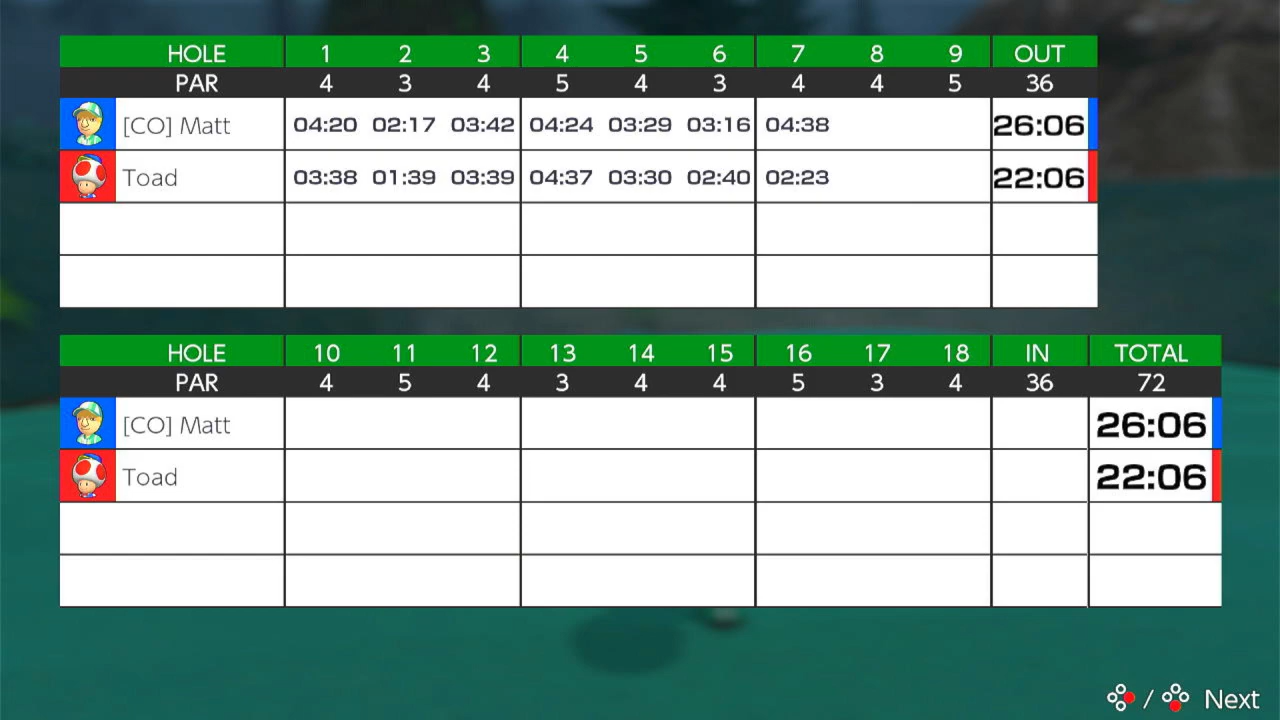 HOLE 1 2 3 4 5 6 7 8 9 OUT
PAR 4 3 4 5 4 3 4 4 5 36
[CO] Matt 04:20 02:17 03:42 04:24 03:29 03:16 04:38 26:06
Toad 03:38 01:39 03:39 04:37 03:30 02:40 02:23 22:06
HOLE 10 11 12 13 14 15 16 17 18 IN TOTAL
PAR 4 5 4 3 4 4 5 3 4 36 72
[CO] Matt 26:06
Toad 22:06
/ Next